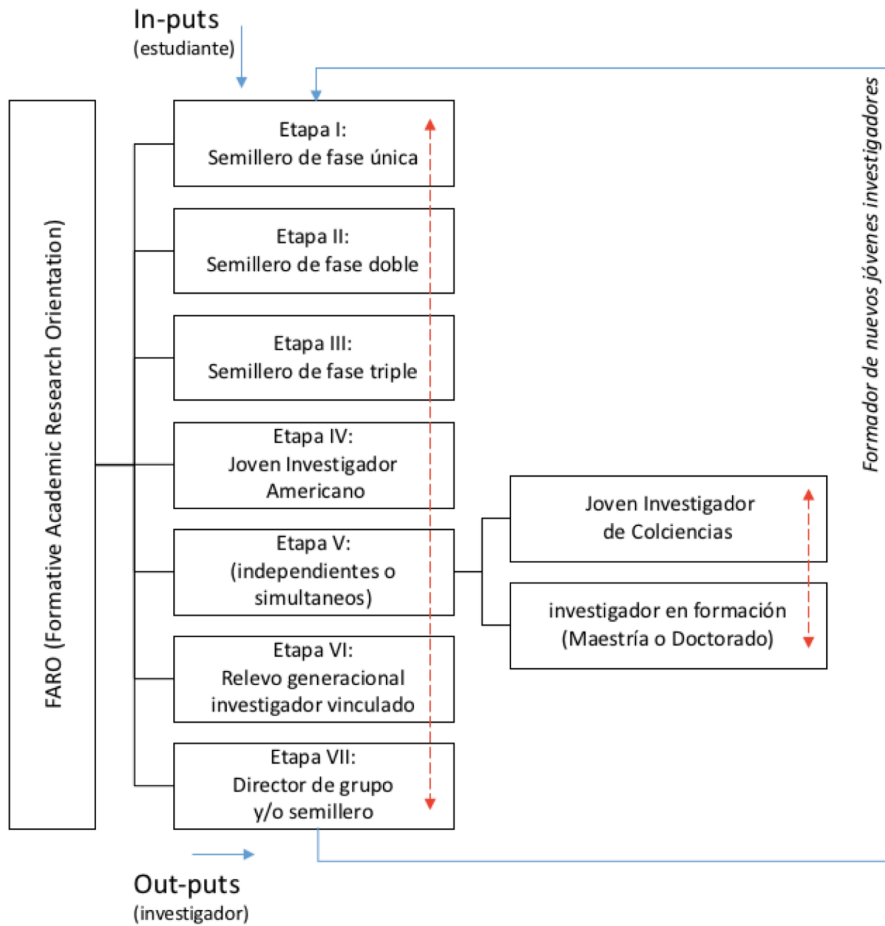 In-puts
(estudiante)
FARO (Formative Academic Research Orientation)
Etapa I:
Semillero de fase única
Etapa II:
Semillero de fase doble
Etapa III:
Semillero de fase triple
Etapa IV:
Joven Investigador
Americano
Etapa V:
(independientes o
simultaneos)
Joven Investigador
de Colciencias
investigador en formación
(Maestría o Doctorado)
Etapa VI:
Relevo generacional
investigador vinculado
Etapa VII:
Director de grupo
y/o semillero
Formador de nuevos jóvenes investigadores
Out-puts
(investigador)